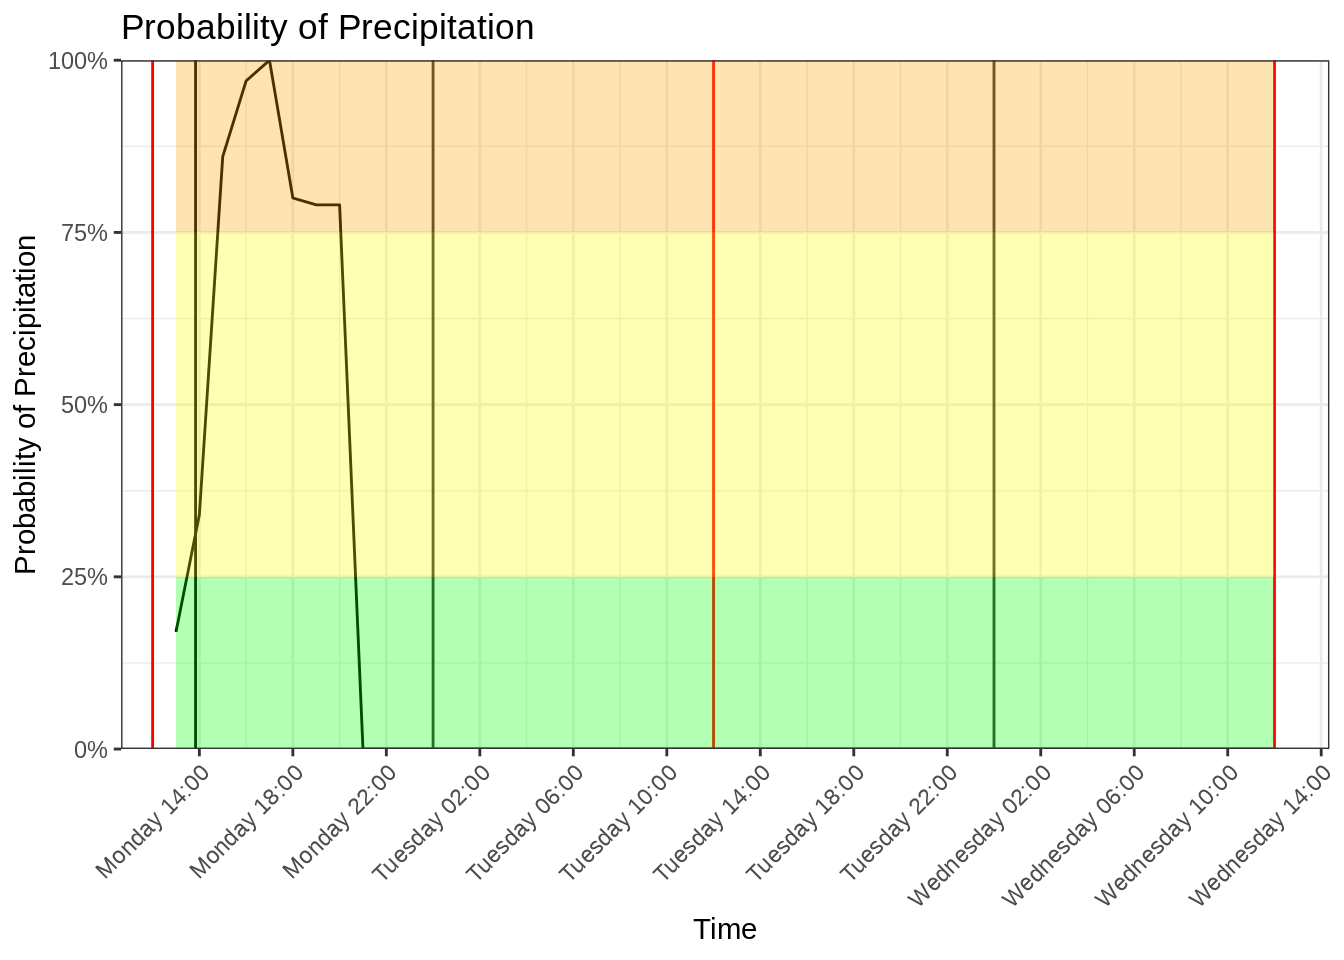 Probability of Precipitation
Probability of Precipitation
100%
75%
50%
25%
0%
Monday 14:00
Monday 18:00
Monday 22:00
Tuesday 02:00
Tuesday 06:00
Tuesday 10:00
Tuesday 14:00
Tuesday 18:00
Tuesday 22:00
Wednesday 02:00
Wednesday 06:00
Wednesday 10:00
Wednesday 14:00
Time